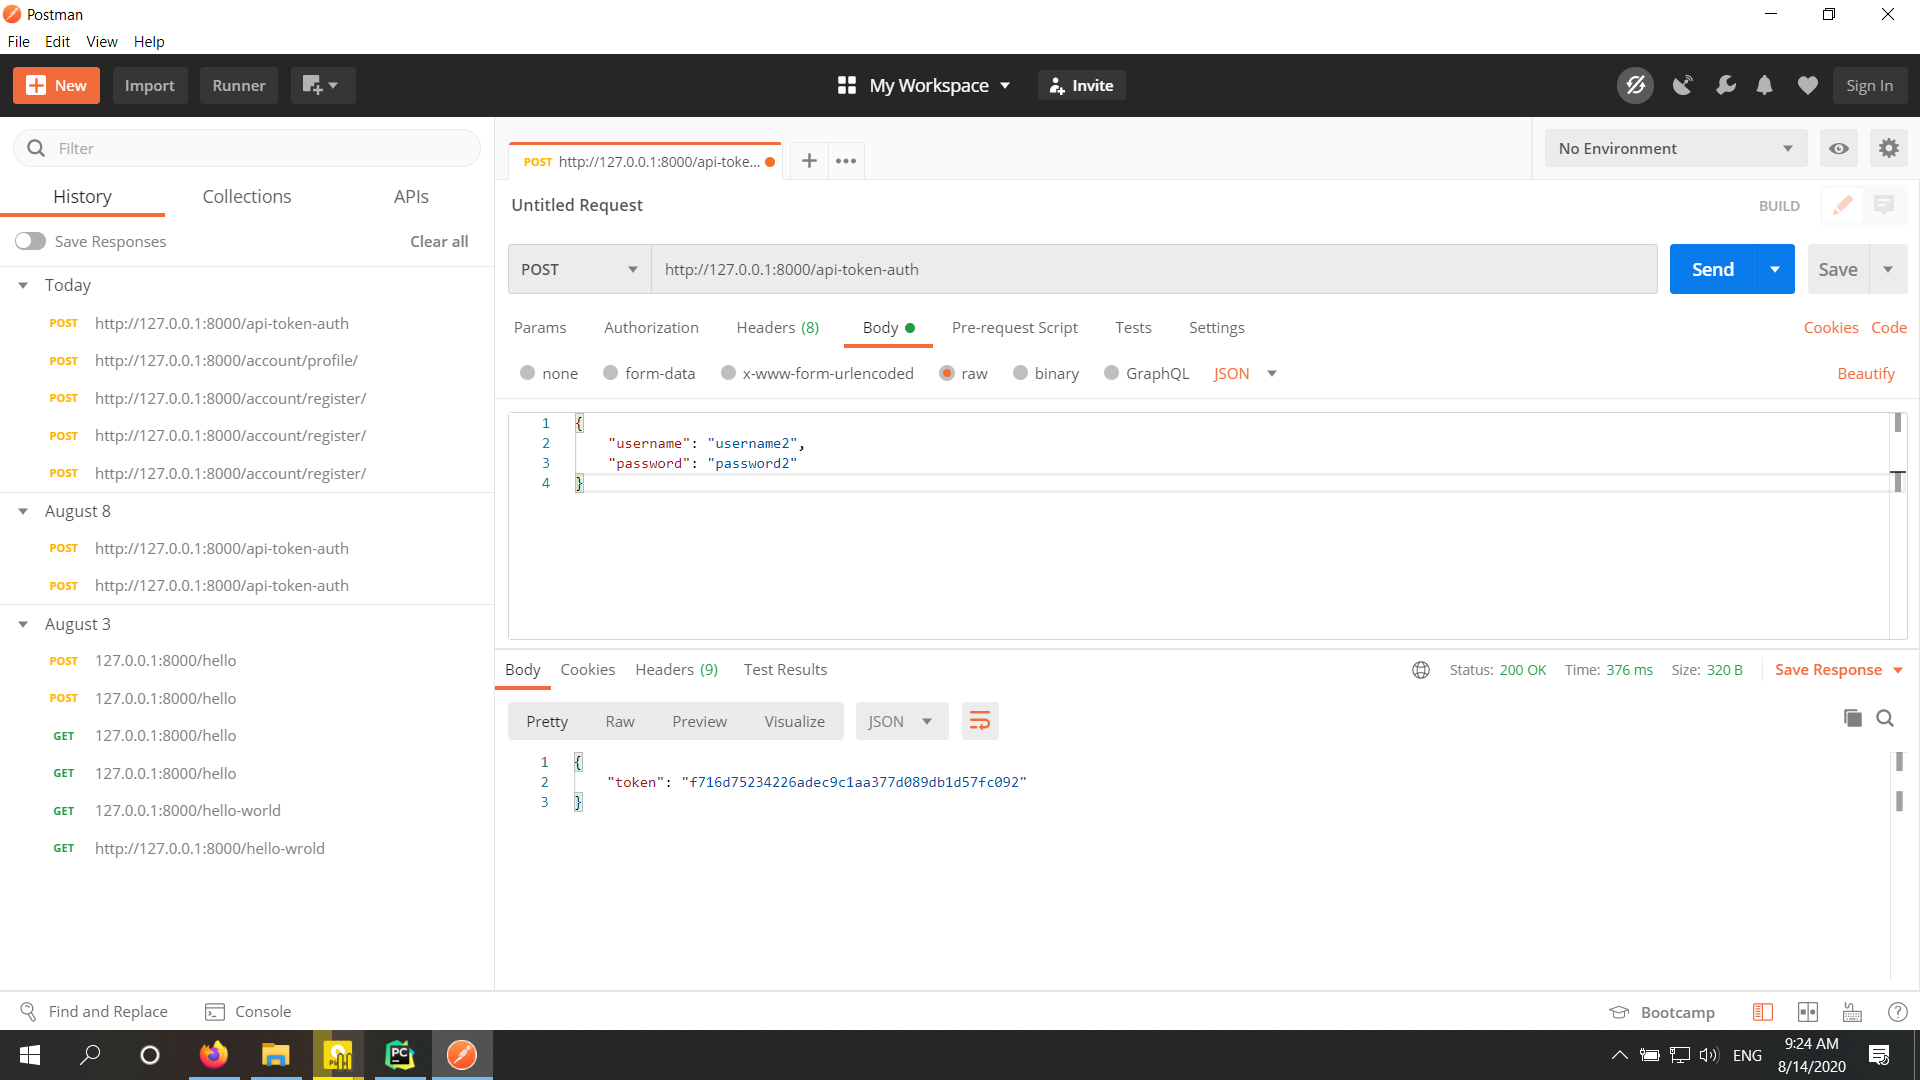 Postman
File Edit View Help
New Import Runner My Workspace Invite Sign In
Filter
History Collections APIs
Save Responses Clear all
Today
POST http://127.0.0.1:8000/api-token-auth
POST http://127.0.0.1:8000/account/profile/
POST http://127.0.0.1:8000/account/register/
POST http://127.0.0.1:8000/account/register/
POST http://127.0.0.1:8000/account/register/
August 8
POST http://127.0.0.1:8000/api-token-auth
POST http://127.0.0.1:8000/api-token-auth
August 3
POST 127.0.0.1:8000/hello
POST 127.0.0.1:8000/hello
GET 127.0.0.1:8000/hello
GET 127.0.0.1:8000/hello
GET 127.0.0.1:8000/hello-world
GET http://127.0.0.1:8000/hello-wrold
POST http://127.0.0.1:8000/api-toke... + •••
No Environment
Untitled Request
BUILD
POST http://127.0.0.1:8000/api-token-auth Send Save
Params Authorization Headers (8) Body Pre-request Script Tests Settings Cookies Code
none form-data x-www-form-urlencoded raw binary GraphQL JSON Beautify
1 {
2 "username": "username2",
3 "password": "password2"
4 }
Body Cookies Headers (9) Test Results Status: 200 OK Time: 376 ms Size: 320 B Save Response
Pretty Raw Preview Visualize JSON
1 {
2 "token": "f716d75234226adec9c1aa377d089db1d57fc092"
3 }
Find and Replace Console Bootcamp
PC ENG 9:24 AM
8/14/2020